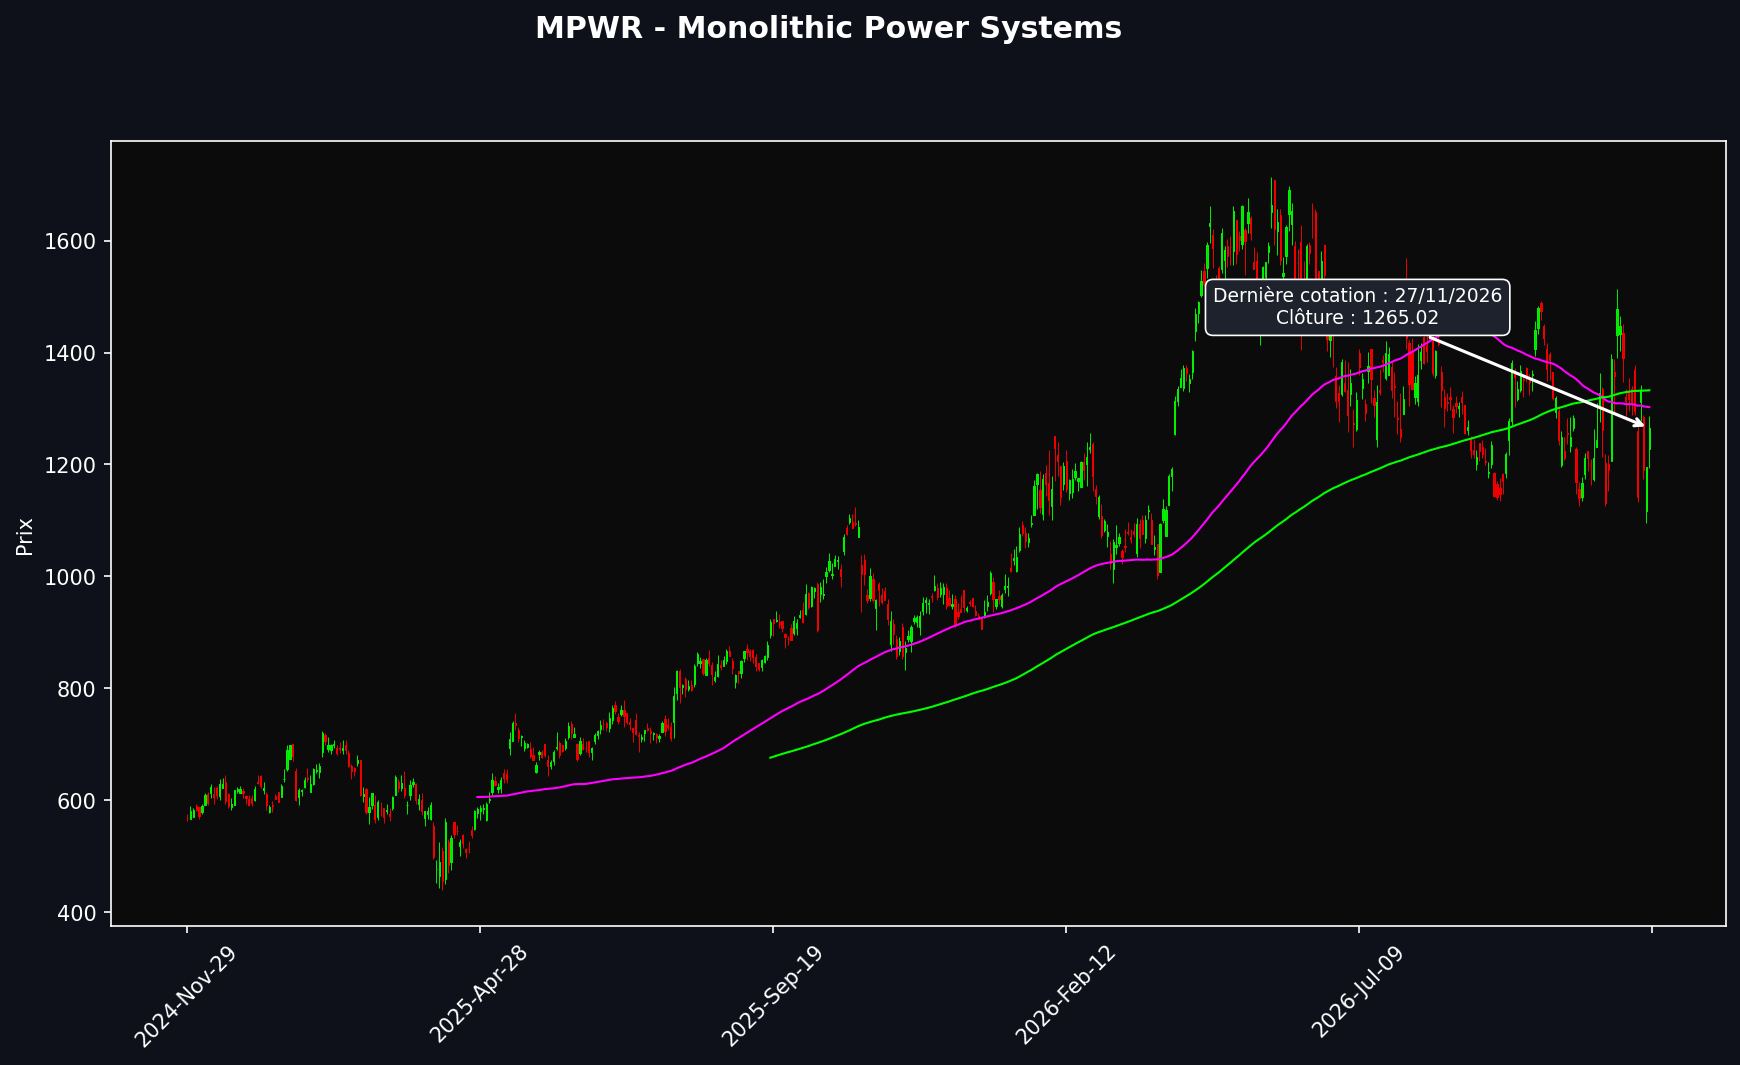 MPWR - Monolithic Power Systems
Prix
1600
1400
1200
1000
800
600
400
Dernière cotation : 27/11/2026
Clôture : 1265.02
2024-Nov-29
2025-Apr-28
2025-Sep-19
2026-Feb-12
2026-Jul-09